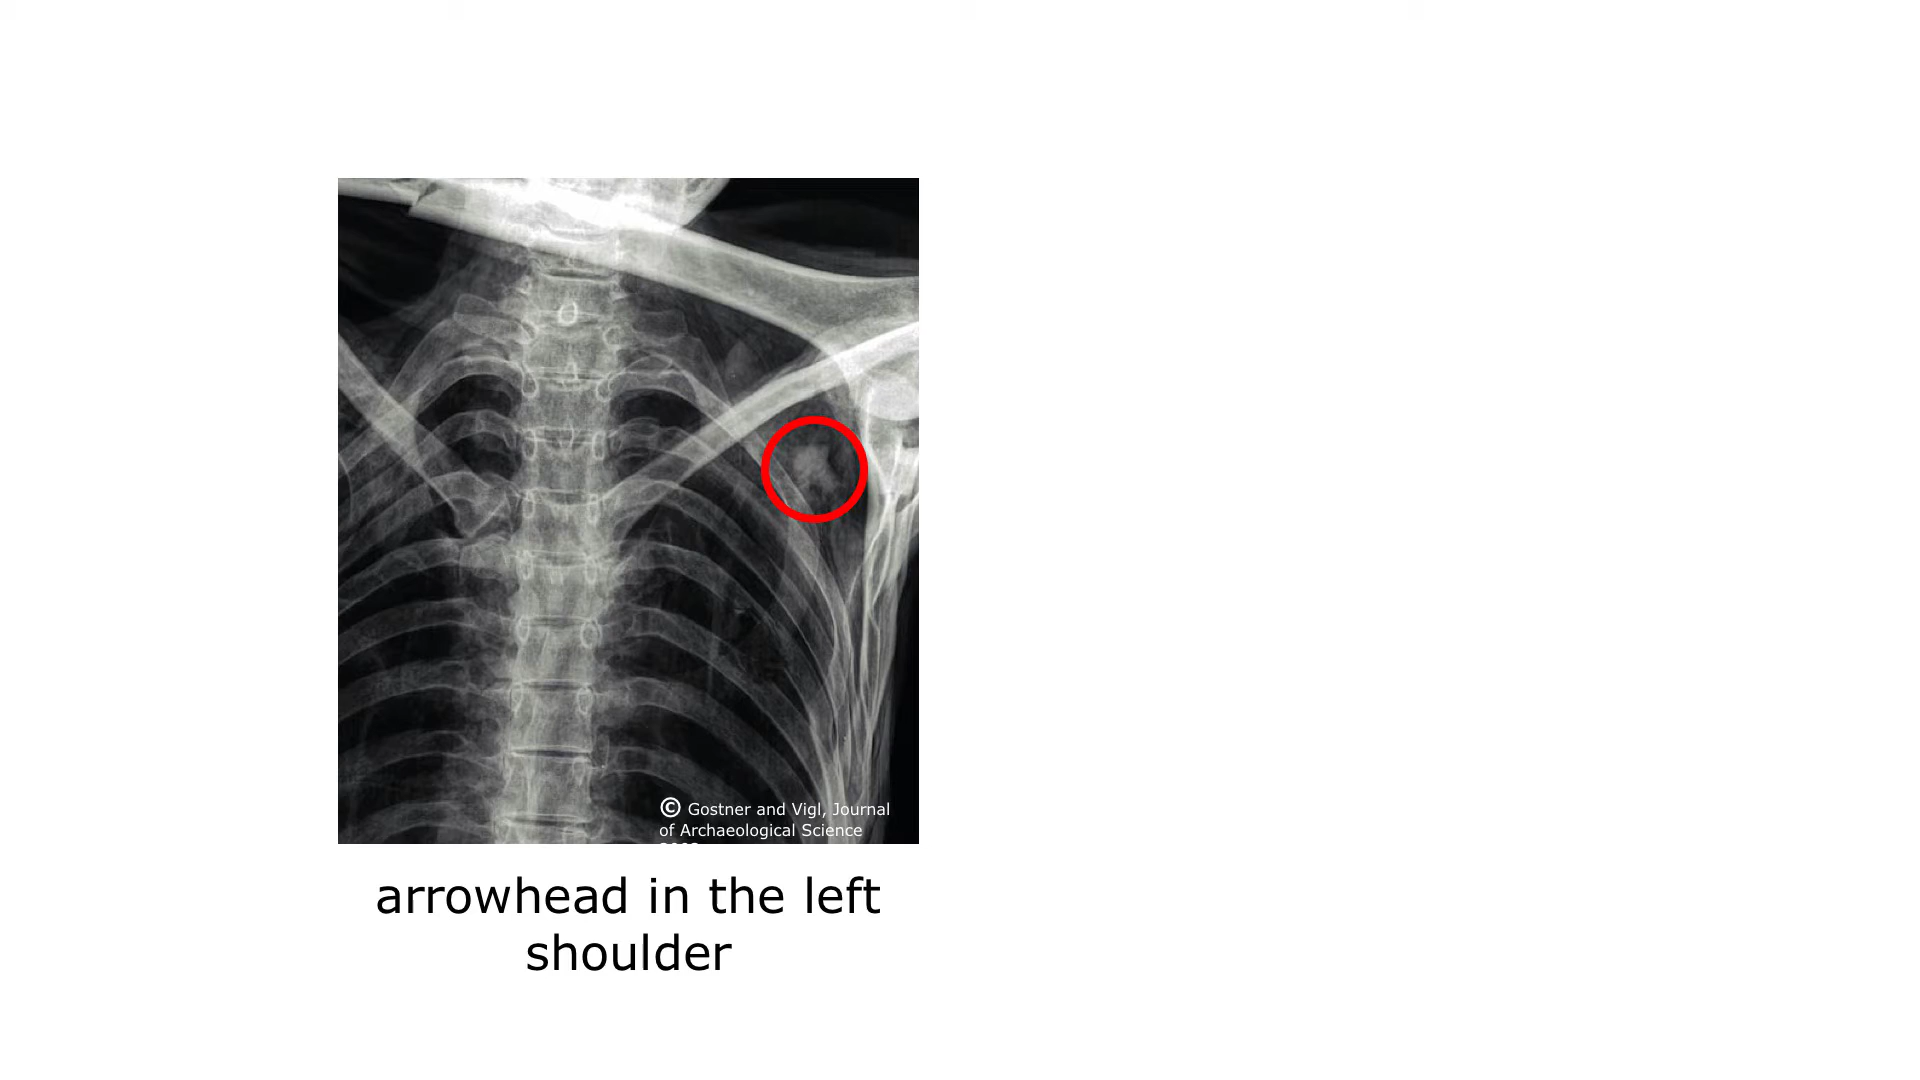 © Gostner and Vigl, Journal
of Archaeological Science
arrowhead in the left
shoulder